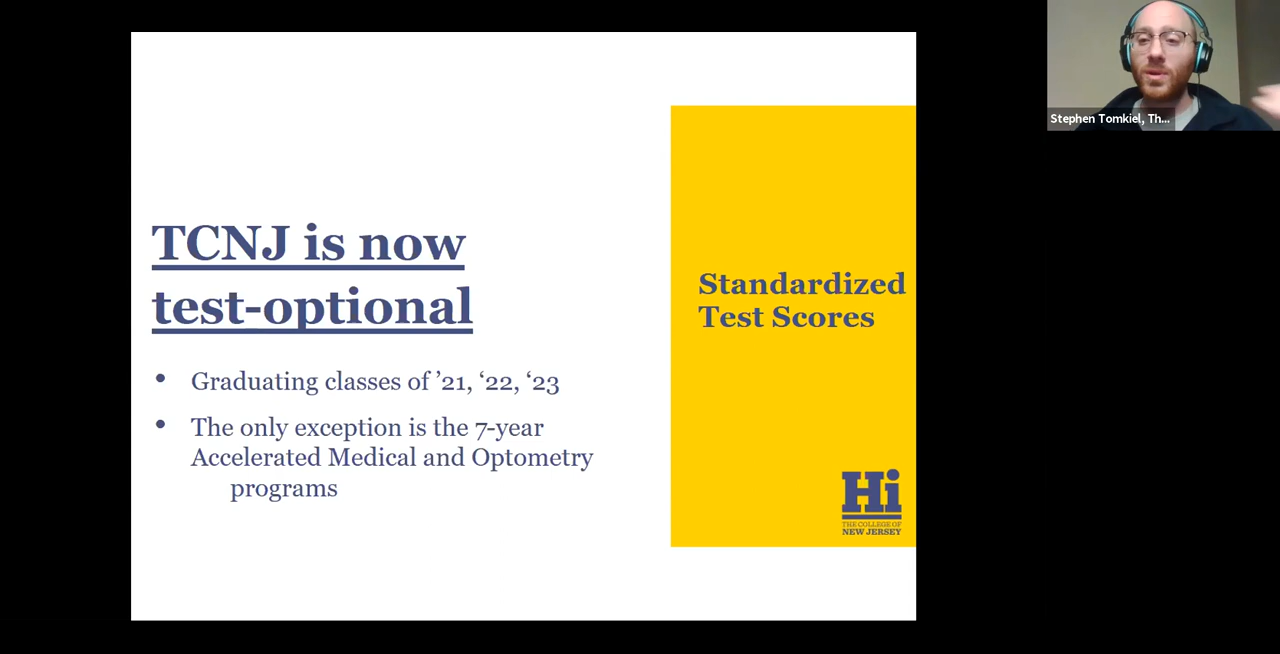 Stephen Tomkiel, Th...
TCNJ is now
test-optional
• Graduating classes of ’21, ‘22, ‘23
• The only exception is the 7-year
Accelerated Medical and Optometry
programs
Standardized
Test Scores
Hi
THE COLLEGE OF
NEW JERSEY